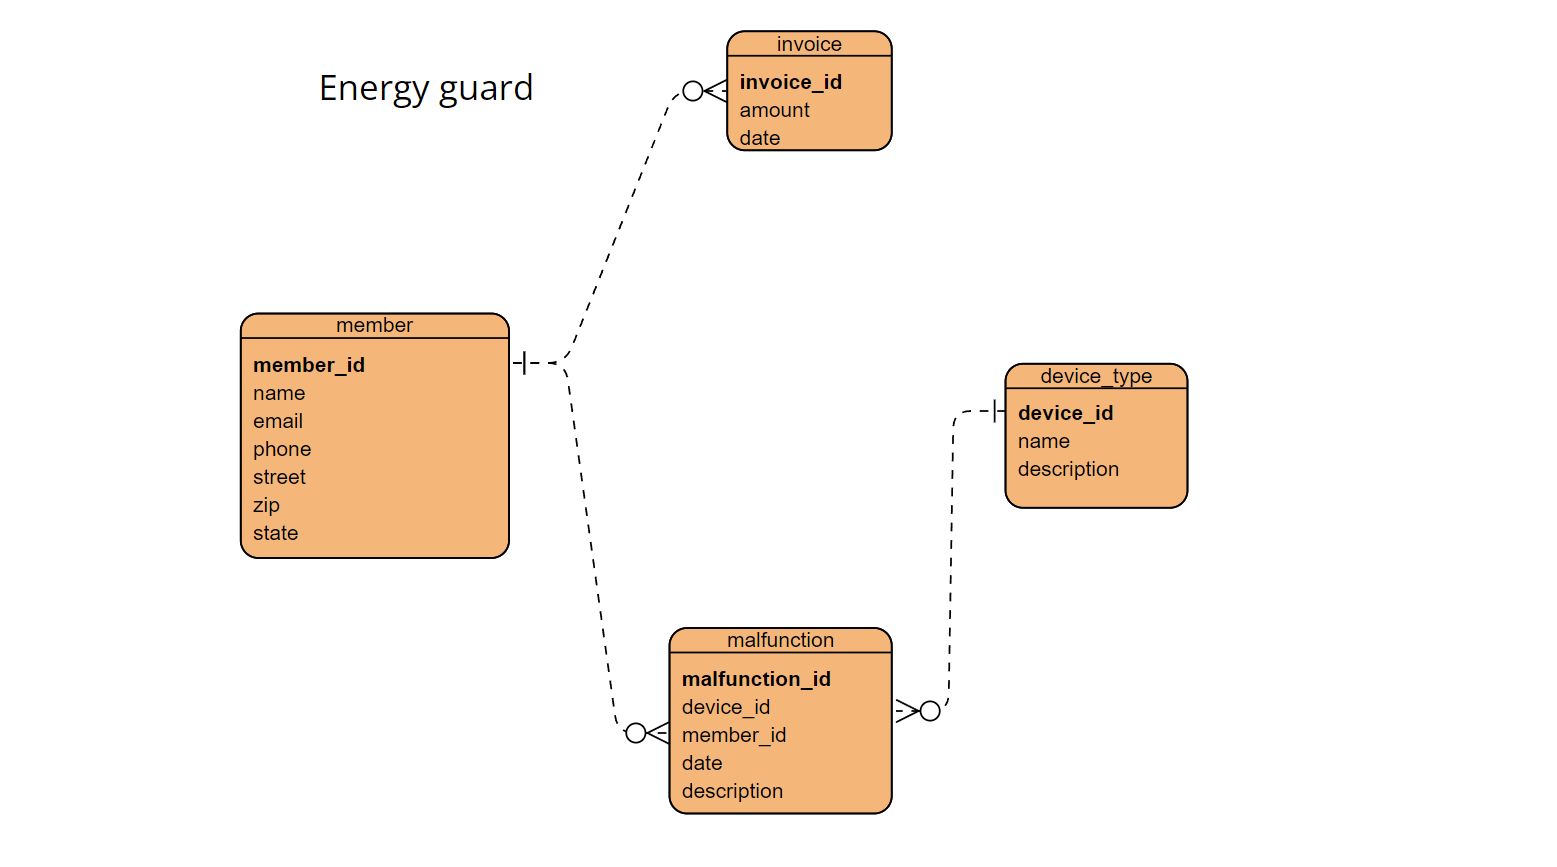 Energy guard
invoice
invoice_id
amount
date
member
member_id
name
email
phone
street
zip
state
device_type
device_id
name
description
malfunction
malfunction_id
device_id
member_id
date
description